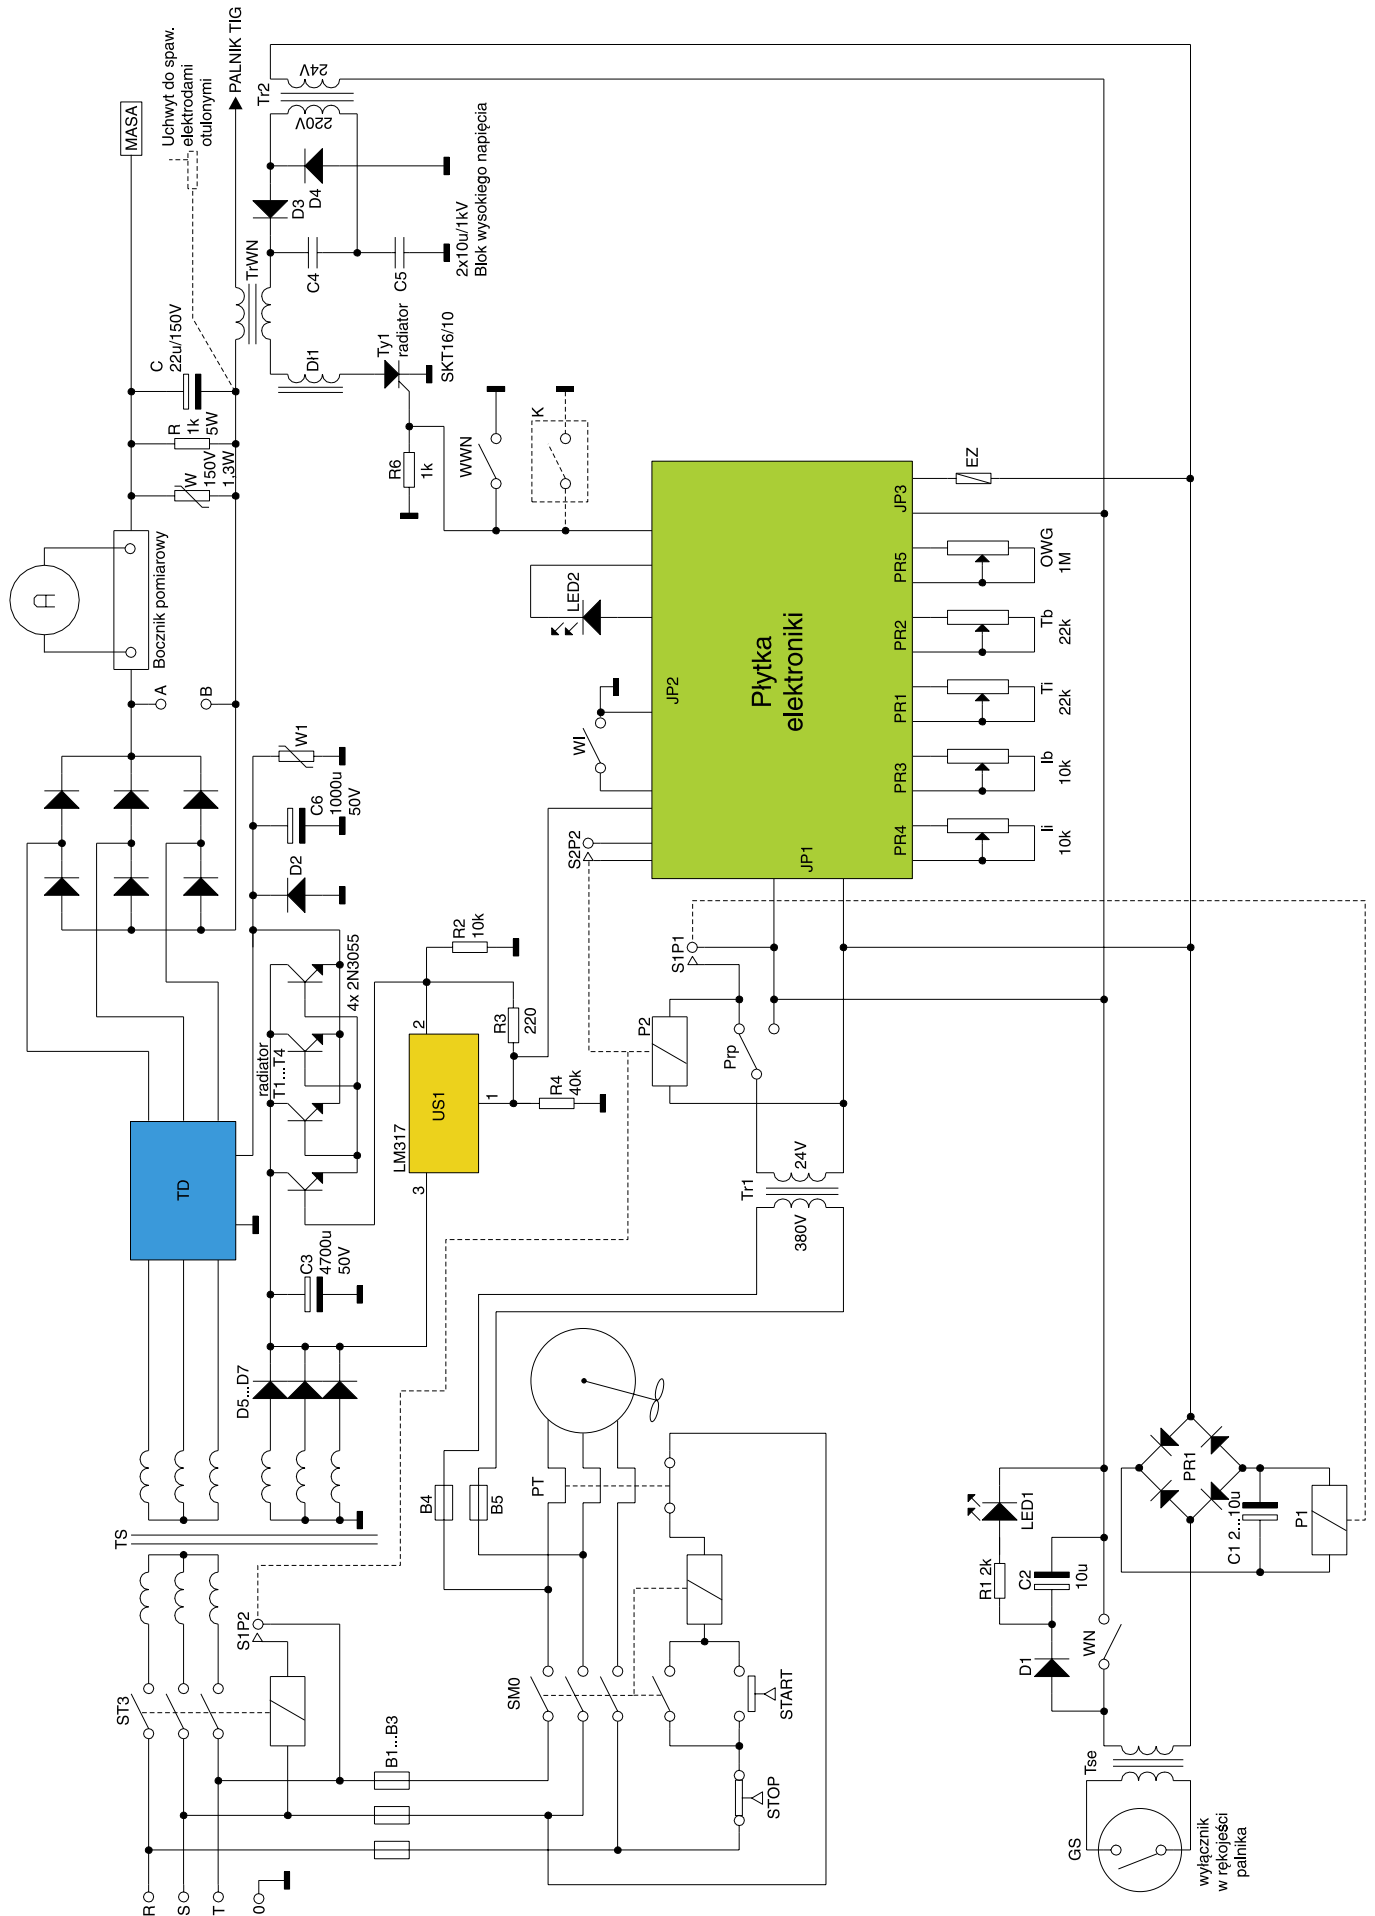 MASA
Uchwyt do spaw.
elektrodami
otulonymi
PALNIK TIG
Tr2
24V
220V
D3
D4
TrWN
C
22u/150V
R
1k
5W
W
150V
1.3W
C4
C5
2x10u/1kV
Blok wysokiego napięcia
Dł1
Ty1
radiator
SKT16/10
R6
1k
WWN
K
A
Bocznik pomiarowy
A
B
LED2
WI
S2P2
JP2
Płytka
elektroniki
JP1
JP3
EZ
PR5
OWG
1M
PR2
Tb
22k
PR1
Ti
22k
PR3
Ib
10k
PR4
Ii
10k
W1
C6
1000u
50V
D2
4x 2N3055
radiator
T1...T4
R2
10k
R3
220
R4
40k
LM317
US1
1
2
3
TD
C3
4700u
50V
D5...D7
S1P1
P2
Prp
Tr1
24V
380V
TS
ST3
S1P2
B1...B3
B4
B5
PT
SM0
START
STOP
R
S
T
0
LED1
R1 2k
C2
10u
D1
WN
PR1
C1 2...10u
P1
Tse
GS
wyłącznik
w rękojeści
palnika